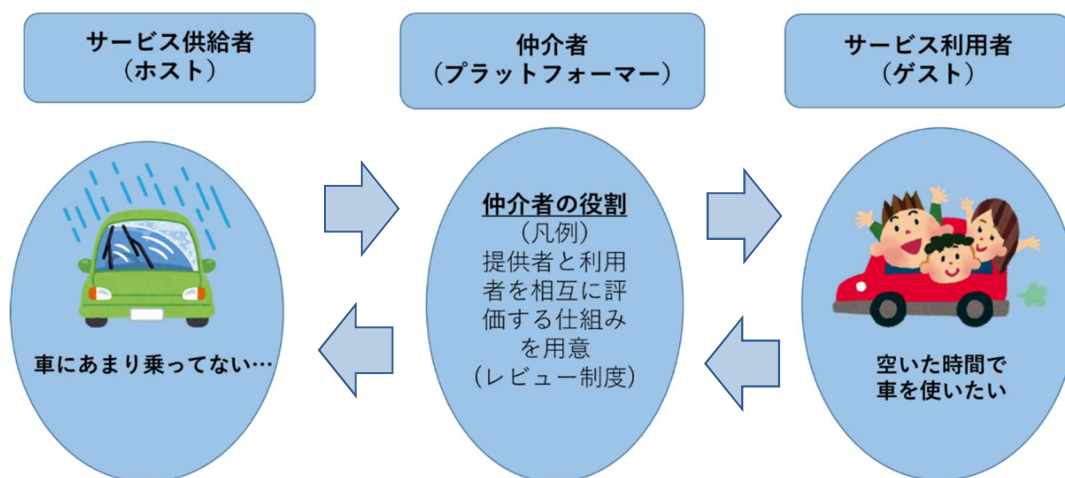 サービス供給者
（ホスト）
仲介者
（プラットフォーマー）
サービス利用者
（ゲスト）
車にあまり乗ってない…
仲介者の役割
（凡例）
提供者と利用
者を相互に評
価する仕組み
を用意
（レビュー制度）
空いた時間で
車を使いたい